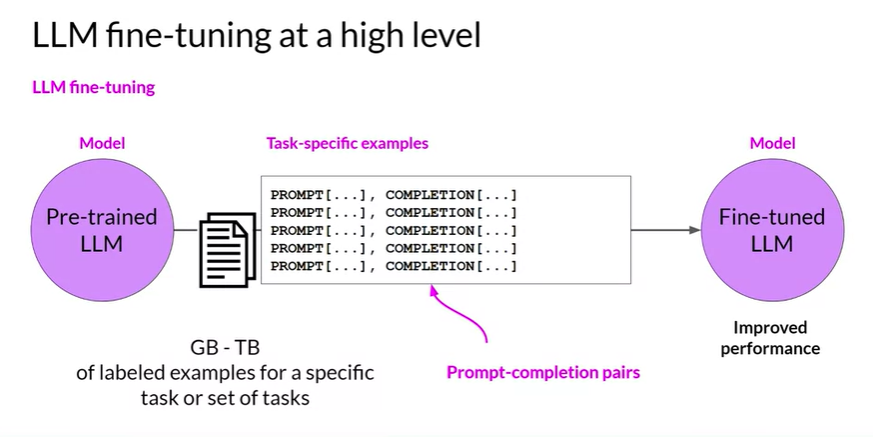 LLM fine-tuning at a high level
LLM fine-tuning
Model
Pre-trained
LLM
Task-specific examples
PROMPT[...], COMPLETION[...]
PROMPT[...], COMPLETION[...]
PROMPT[...], COMPLETION[...]
PROMPT[...], COMPLETION[...]
PROMPT[...], COMPLETION[...]
Model
Fine-tuned
LLM
Improved
performance
GB - TB
of labeled examples for a specific
task or set of tasks
Prompt-completion pairs